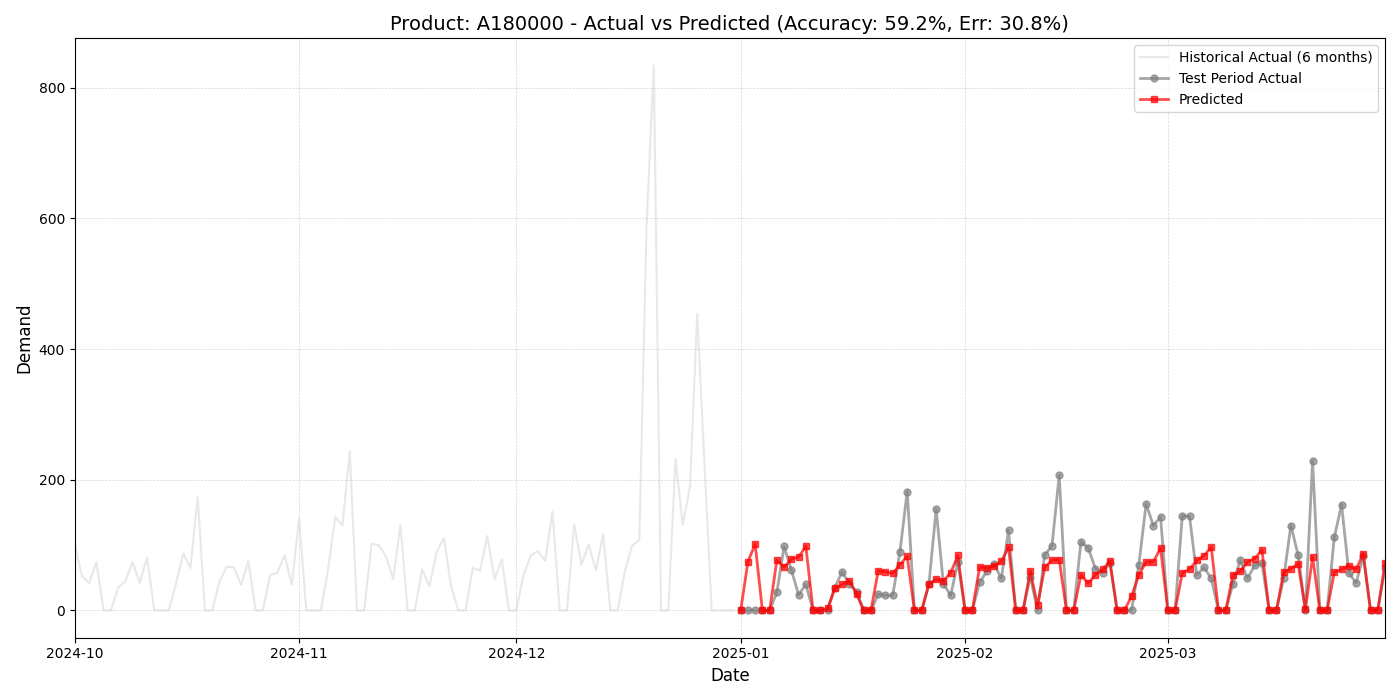 Product: A180000 - Actual vs Predicted (Accuracy: 59.2%, Err: 30.8%)
Historical Actual (6 months)
Test Period Actual
Predicted
800
600
400
200
0
Demand
2024-10
2024-11
2024-12
2025-01
2025-02
2025-03
Date